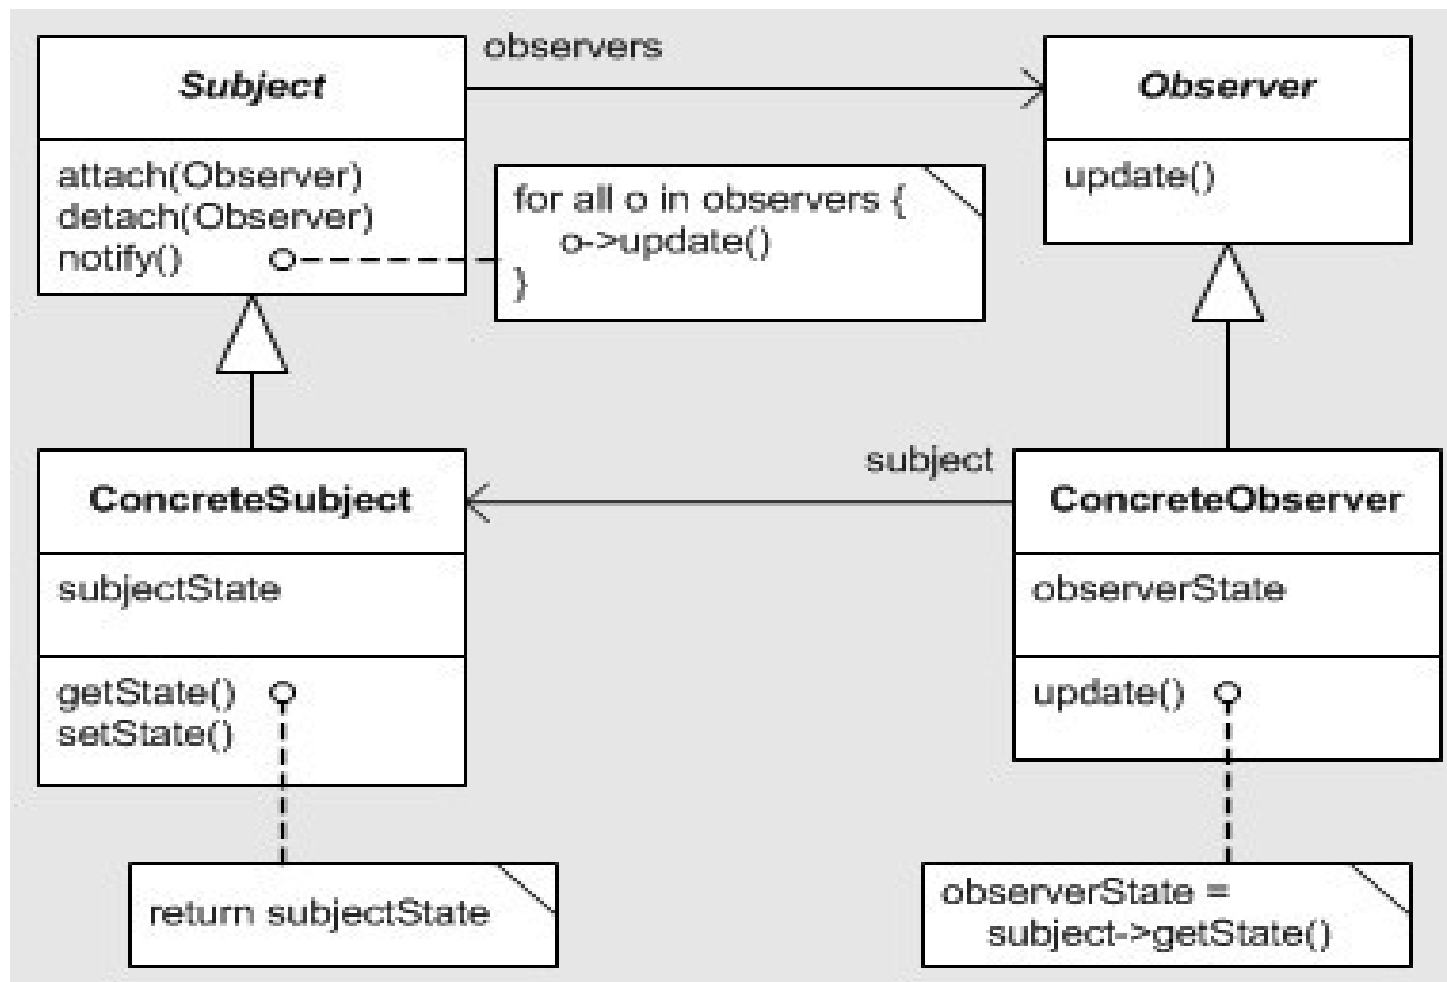 observers
Subject
Observer
attach(Observer)
detach(Observer)
notify()
for all o in observers {
o->update()
}
update()
subject
ConcreteSubject
ConcreteObserver
subjectState
observerState
getState()
setState()
update()
return subjectState
observerState =
subject->getState()